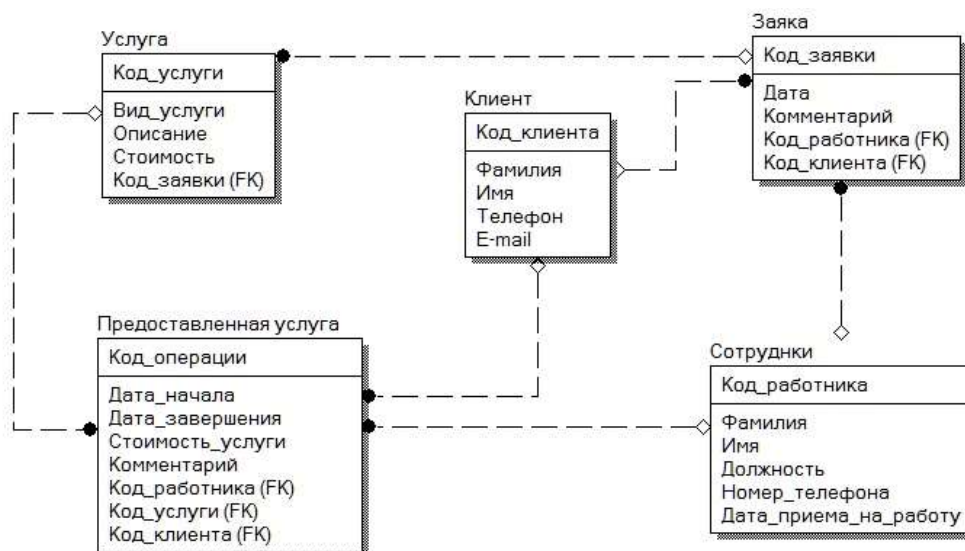 Услуга
Код_услуги
Вид_услуги
Описание
Стоимость
Код_заявки (FK)
Клиент
Код_клиента
Фамилия
Имя
Телефон
E-mail
Заяка
Код_заявки
Дата
Комментарий
Код_работника (FK)
Код_клиента (FK)
Предоставленная услуга
Код_операции
Дата_начала
Дата_завершения
Стоимость_услуги
Комментарий
Код_работника (FK)
Код_услуги (FK)
Код_клиента (FK)
Сотруднки
Код_работника
Фамилия
Имя
Должность
Номер_телефона
Дата_приема_на_работу